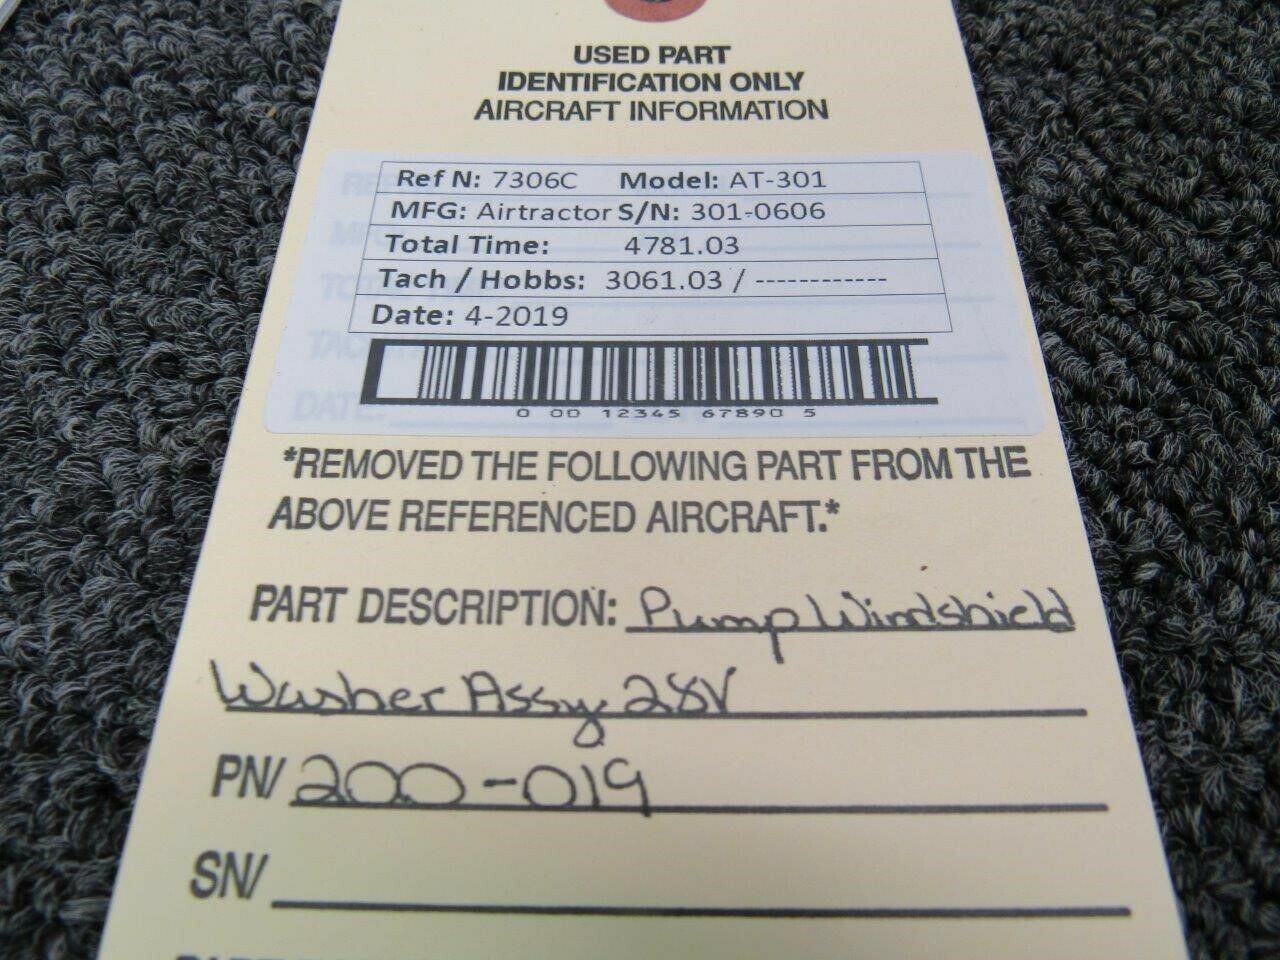 USED PART
IDENTIFICATION ONLY
AIRCRAFT INFORMATION
Ref N: 7306C Model: AT-301
MFG: Airtractor S/N: 301-0606
Total Time: 4781.03
Tach / Hobbs: 3061.03 / ------------
Date: 4-2019
0 00 12345 67890 5
DATE:
*REMOVED THE FOLLOWING PART FROM THE
ABOVE REFERENCED AIRCRAFT.*
PART DESCRIPTION: Pump Windshield
Washer Assy. 28V
PN/ 200-019
SN/